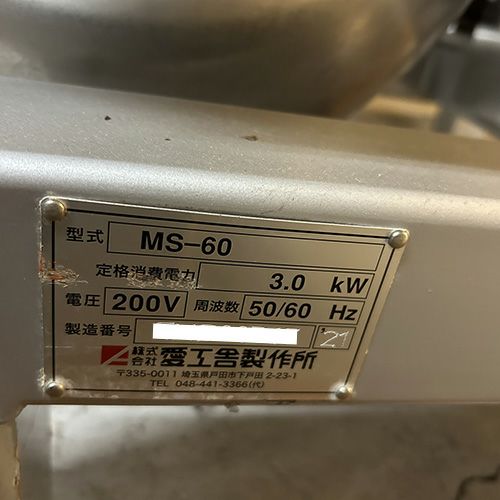 型式 MS-60
定格消費電力 3.0 kW
電圧 200V 周波数 50/60 Hz
製造番号 21
株式会社 愛工舎製作所
〒335-0011 埼玉県戸田市下戸田 2-23-1
TEL 048-441-3366(代)